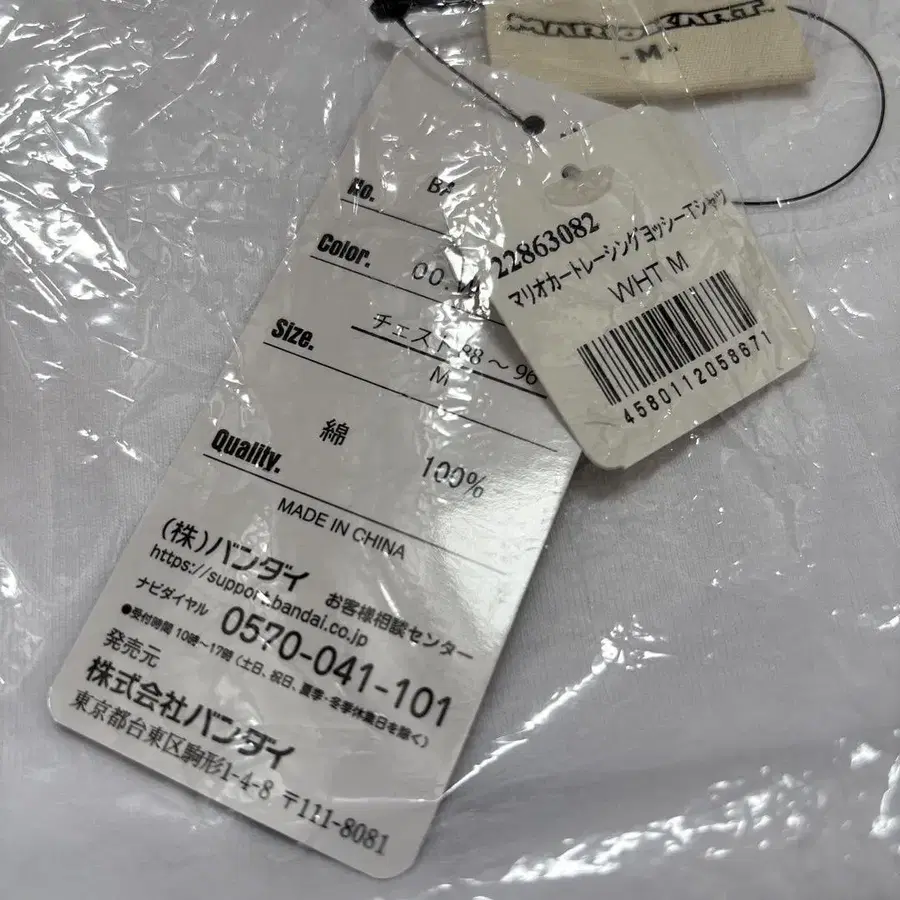 MARIO KART
- M -
No.
Color.
Size. チェスト 88～96
M
Quality. 綿 100%
MADE IN CHINA
(株)バンダイ お客様相談センター
https://support.bandai.co.jp
ナビダイヤル 0570-041-101
●受付時間 10時～17時(土日、祝日、夏季・冬季休業日を除く)
発売元
株式会社バンダイ
東京都台東区駒形1-4-8 〒111-8081
22863082
マリオカートレーシングヨッシーTシャツ
WHT M
4580112058671